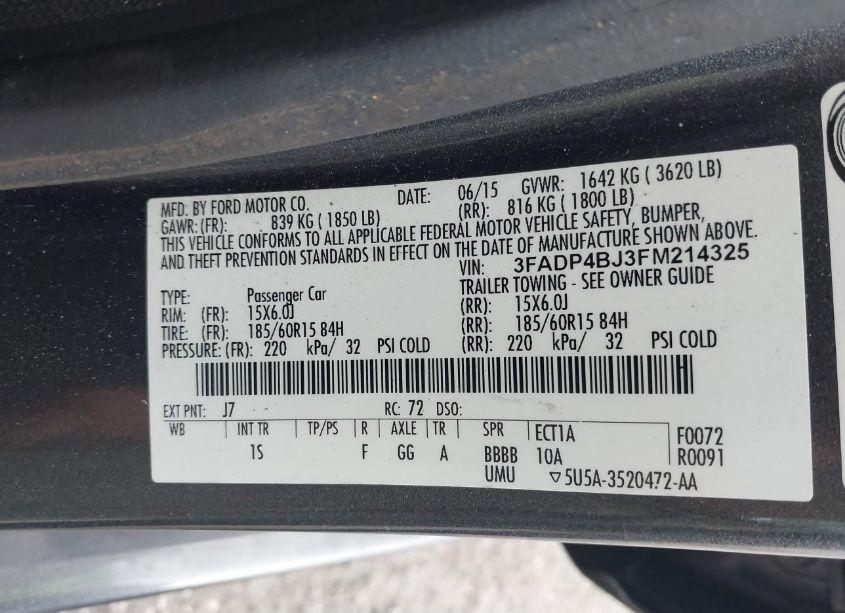 MFD. BY FORD MOTOR CO. DATE: 06/15 GVWR: 1642 KG ( 3620 LB)
GAWR: (FR): 839 KG ( 1850 LB) (RR): 816 KG ( 1800 LB)
THIS VEHICLE CONFORMS TO ALL APPLICABLE FEDERAL MOTOR VEHICLE SAFETY, BUMPER,
AND THEFT PREVENTION STANDARDS IN EFFECT ON THE DATE OF MANUFACTURE SHOWN ABOVE.
VIN: 3FADP4BJ3FM214325
TYPE: Passenger Car TRAILER TOWING - SEE OWNER GUIDE
RIM: (FR): 15X6.0J (RR): 15X6.0J
TIRE: (FR): 185/60R15 84H (RR): 185/60R15 84H
PRESSURE: (FR): 220 kPa/ 32 PSI COLD (RR): 220 kPa/ 32 PSI COLD
EXT PNT: J7 RC: 72 DSO:
WB INT TR TP/PS R AXLE TR SPR ECT1A F0072
1S F GG A BBBB 10A R0091
UMU ▽5U5A-3520472-AA